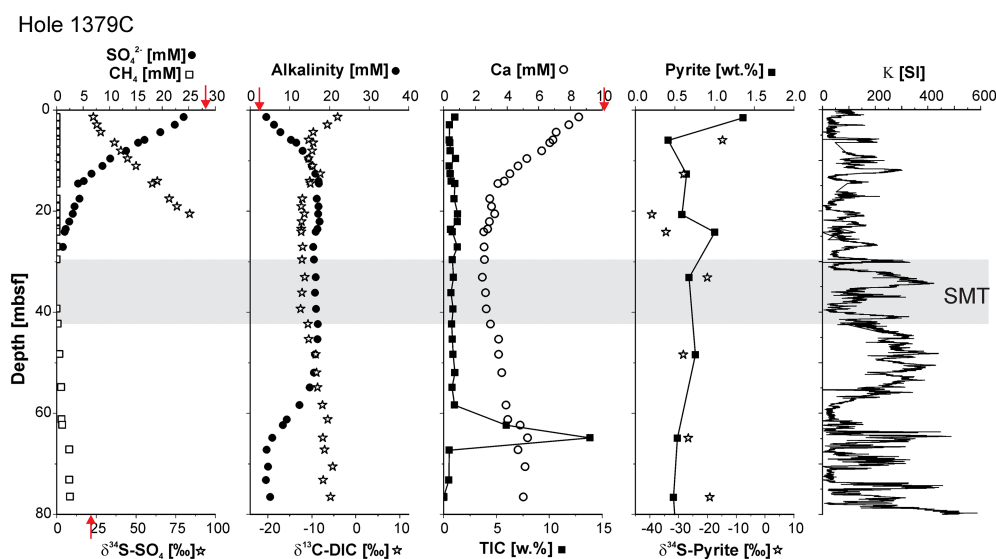 Hole 1379C
SO₄²⁻ [mM]●
CH₄ [mM]□
Alkalinity [mM]●
Ca [mM]○
Pyrite [wt.%]■
K [SI]
0 5 10 15 20 25 30
0 10 20 30 40
0 2 4 6 8 10
0.0 0.5 1.0 1.5 2.0
0 200 400 600
0
20
SMT
40
60
80
Depth [mbsf]
0 25 50 75 100
-20 -10 0 10
0 5 10 15
-40 -30 -20 -10 0 10
δ³⁴S-SO₄ [‰]☆
δ¹³C-DIC [‰]☆
TIC [w.%]■
δ³⁴S-Pyrite [‰]☆